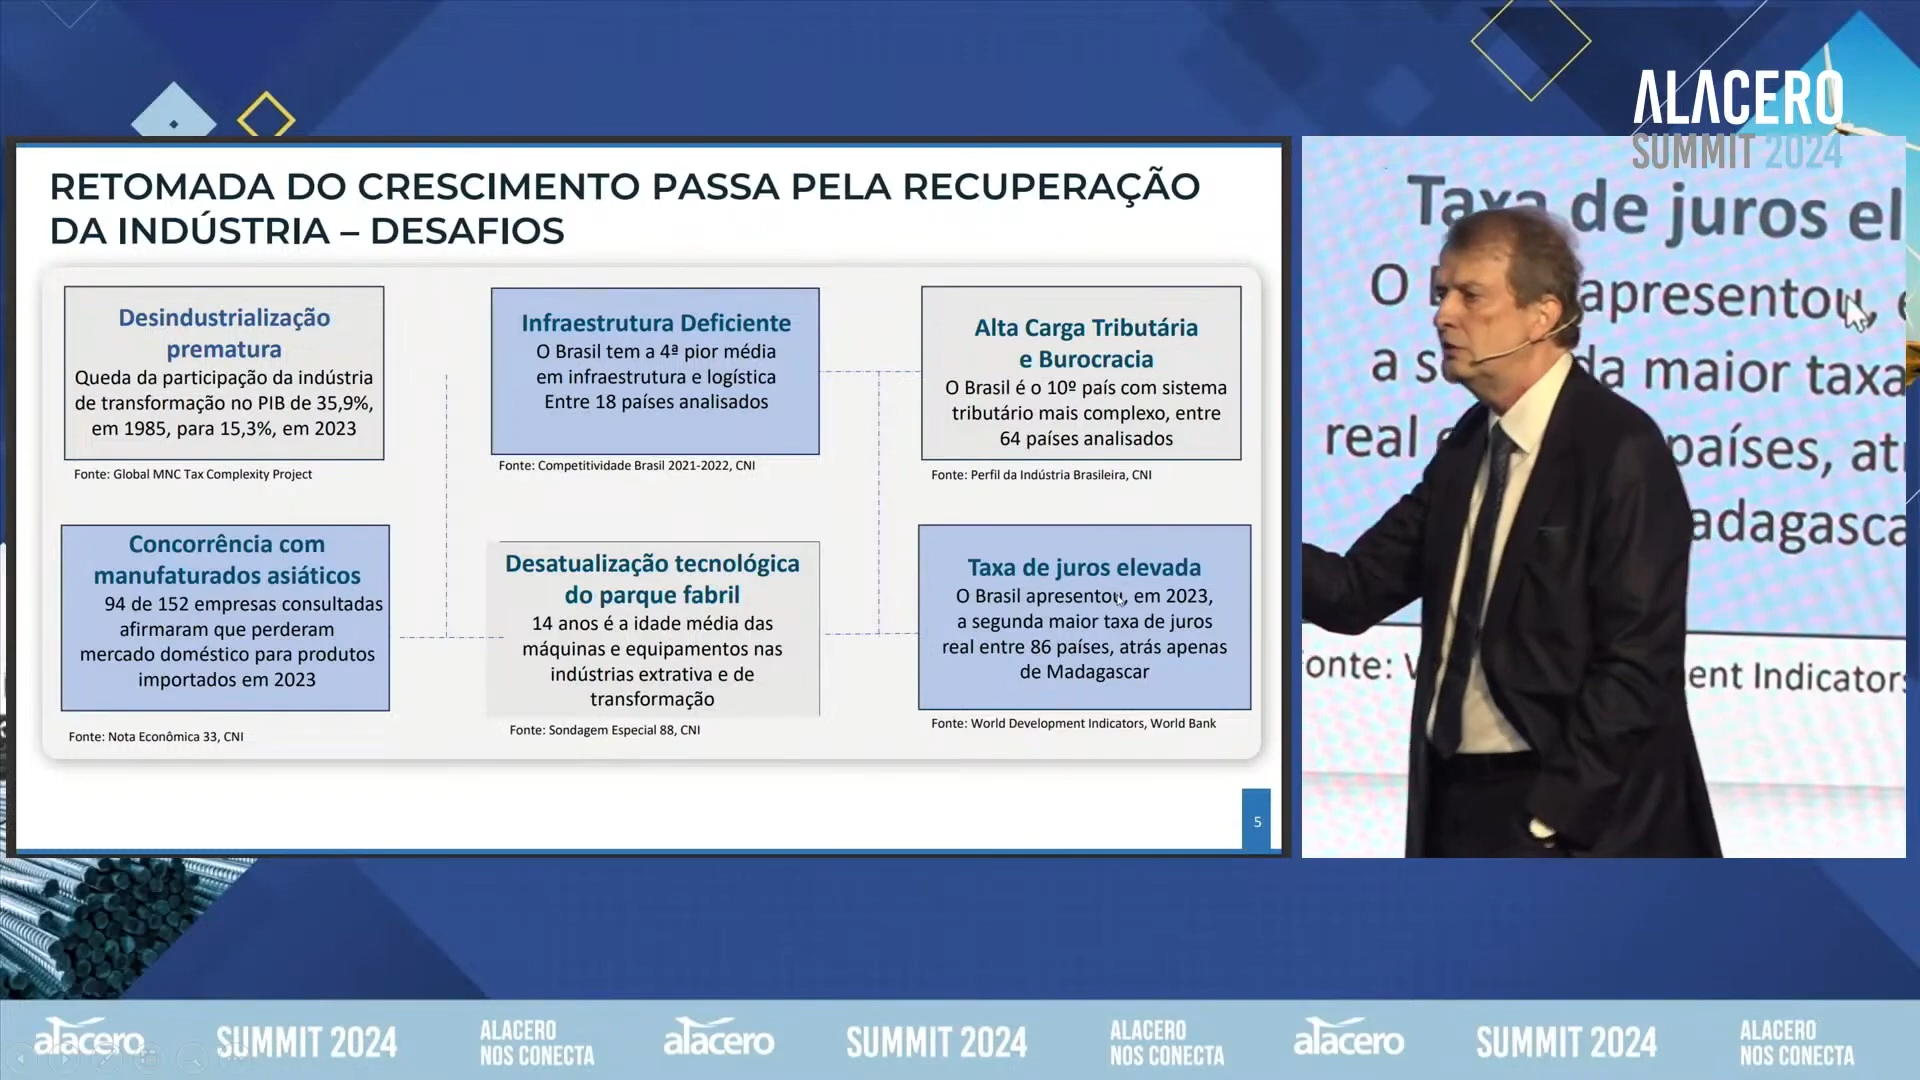 ALACERO
SUMMIT 2024
RETOMADA DO CRESCIMENTO PASSA PELA RECUPERAÇÃO
DA INDÚSTRIA – DESAFIOS
Desindustrialização
prematura
Queda da participação da indústria
de transformação no PIB de 35,9%,
em 1985, para 15,3%, em 2023
Fonte: Global MNC Tax Complexity Project
Infraestrutura Deficiente
O Brasil tem a 4ª pior média
em infraestrutura e logística
Entre 18 países analisados
Fonte: Competitividade Brasil 2021-2022, CNI
Alta Carga Tributária
e Burocracia
O Brasil é o 10º país com sistema
tributário mais complexo, entre
64 países analisados
Fonte: Perfil da Indústria Brasileira, CNI
Concorrência com
manufaturados asiáticos
94 de 152 empresas consultadas
afirmaram que perderam
mercado doméstico para produtos
importados em 2023
Fonte: Nota Econômica 33, CNI
Desatualização tecnológica
do parque fabril
14 anos é a idade média das
máquinas e equipamentos nas
indústrias extrativa e de
transformação
Fonte: Sondagem Especial 88, CNI
Taxa de juros elevada
O Brasil apresentou, em 2023,
a segunda maior taxa de juros
real entre 86 países, atrás apenas
de Madagascar
Fonte: World Development Indicators, World Bank
5
Taxa de juros el
O apresentou,
a da maior taxa
real países, at
adagasca
onte: ent Indicators
alacero SUMMIT 2024 ALACERO
NOS CONECTA
alacero SUMMIT 2024 ALACERO
NOS CONECTA
alacero SUMMIT 2024 ALACERO
NOS CONECTA